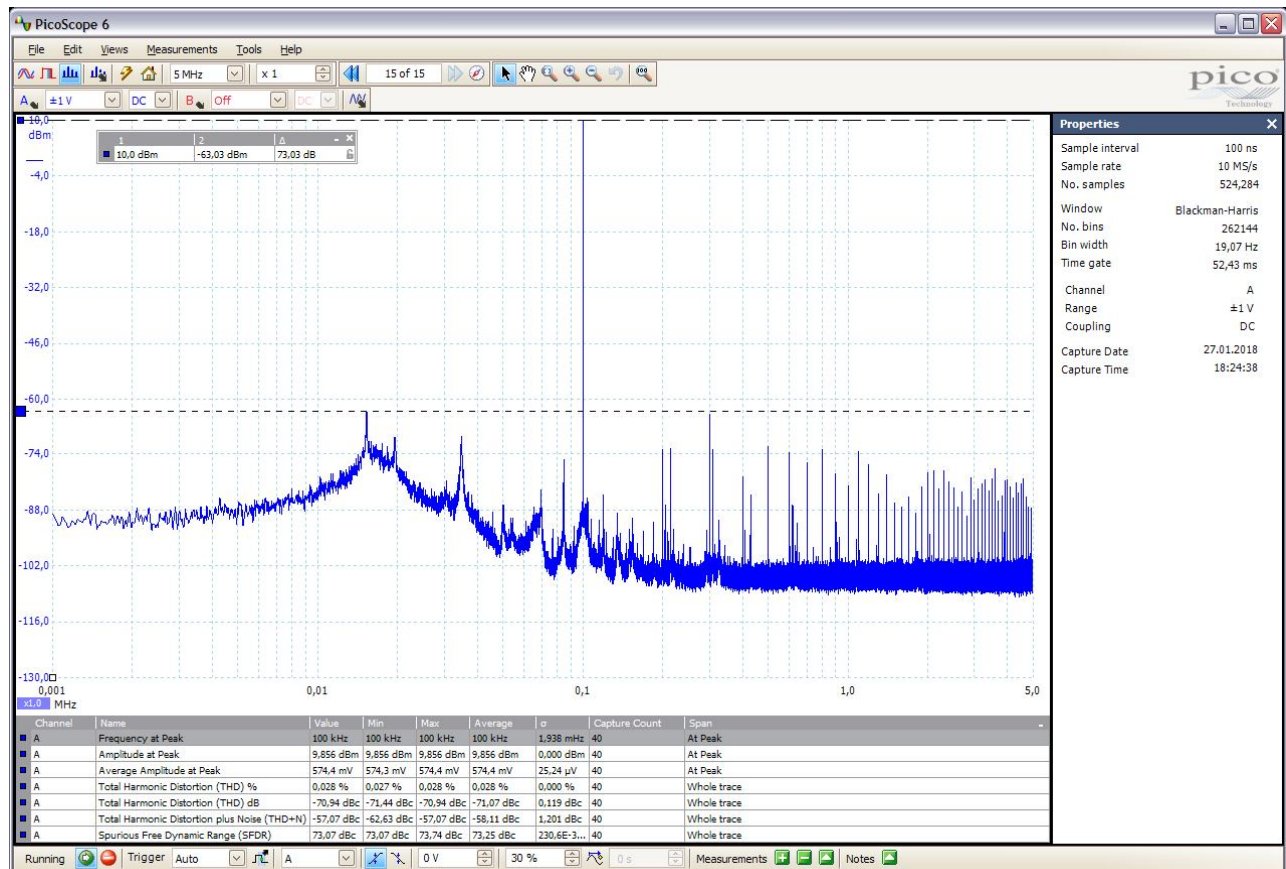 PicoScope 6
File Edit Views Measurements Tools Help
5 MHz x 1 15 of 15
pico
Technology
A ±1 V DC B Off DC
10,0
dBm
1 2 Δ
10,0 dBm -63,03 dBm 73,03 dB
-4,0
-18,0
-32,0
-46,0
-60,0
-74,0
-88,0
-102,0
-116,0
-130,0
0,001 0,01 0,1 1,0 5,0
x1,0 MHz
Properties
Sample interval 100 ns
Sample rate 10 MS/s
No. samples 524,284
Window Blackman-Harris
No. bins 262144
Bin width 19,07 Hz
Time gate 52,43 ms
Channel A
Range ±1 V
Coupling DC
Capture Date 27.01.2018
Capture Time 18:24:38
Channel Name Value Min Max Average σ Capture Count Span
A Frequency at Peak 100 kHz 100 kHz 100 kHz 100 kHz 1,938 mHz 40 At Peak
A Amplitude at Peak 9,856 dBm 9,856 dBm 9,856 dBm 9,856 dBm 0,000 dBm 40 At Peak
A Average Amplitude at Peak 574,4 mV 574,3 mV 574,4 mV 574,4 mV 25,24 µV 40 At Peak
A Total Harmonic Distortion (THD) % 0,028 % 0,027 % 0,028 % 0,028 % 0,000 % 40 Whole trace
A Total Harmonic Distortion (THD) dB -70,94 dBc -71,44 dBc -70,94 dBc -71,07 dBc 0,119 dBc 40 Whole trace
A Total Harmonic Distortion plus Noise (THD+N) -57,07 dBc -62,63 dBc -57,07 dBc -58,11 dBc 1,201 dBc 40 Whole trace
A Spurious Free Dynamic Range (SFDR) 73,07 dBc 73,07 dBc 73,74 dBc 73,25 dBc 230,6E-3... 40 Whole trace
Running Trigger Auto A 0 V 30 % 0 s Measurements Notes